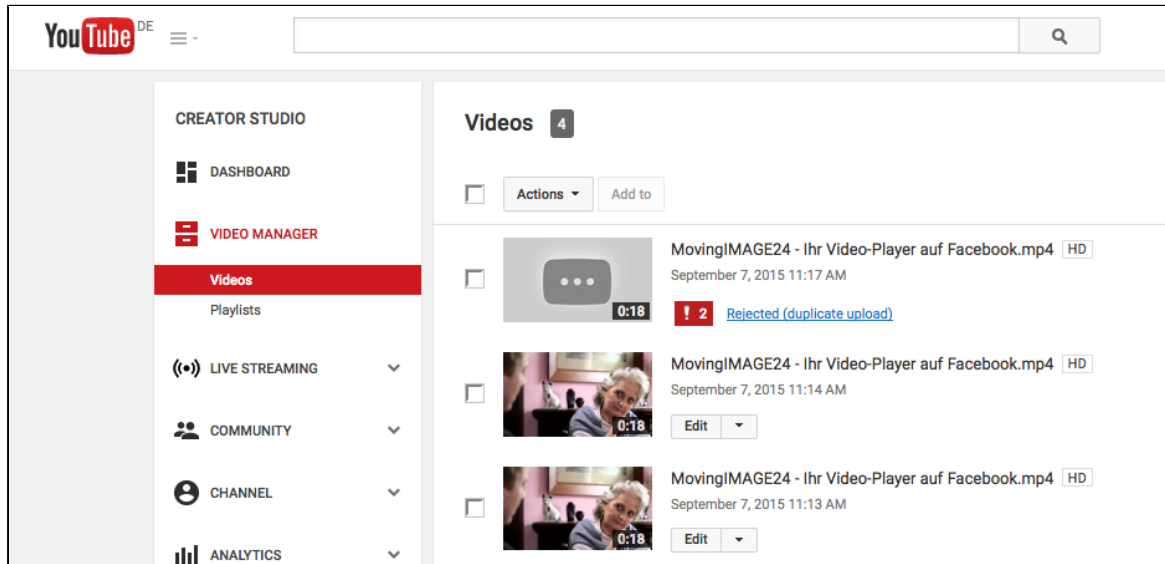 YouTube DE
CREATOR STUDIO
DASHBOARD
VIDEO MANAGER
Videos
Playlists
LIVE STREAMING
COMMUNITY
CHANNEL
ANALYTICS
Videos 4
Actions Add to
MovingIMAGE24 - Ihr Video-Player auf Facebook.mp4 HD
September 7, 2015 11:17 AM
0:18
! 2 Rejected (duplicate upload)
MovingIMAGE24 - Ihr Video-Player auf Facebook.mp4 HD
September 7, 2015 11:14 AM
0:18
Edit
MovingIMAGE24 - Ihr Video-Player auf Facebook.mp4 HD
September 7, 2015 11:13 AM
0:18
Edit